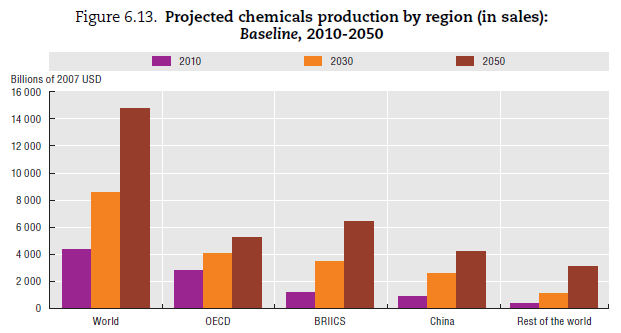 Figure 6.13. Projected chemicals production by region (in sales):
Baseline, 2010-2050
2010 2030 2050
Billions of 2007 USD
16 000
14 000
12 000
10 000
8 000
6 000
4 000
2 000
0
World OECD BRIICS China Rest of the world